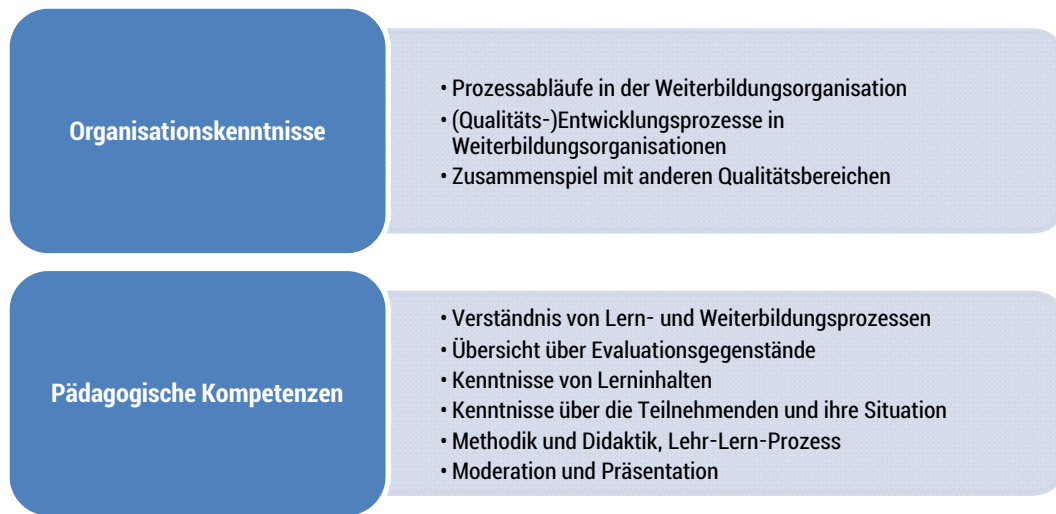 Organisationskenntnisse
• Prozessabläufe in der Weiterbildungsorganisation
• (Qualitäts-)Entwicklungsprozesse in
Weiterbildungsorganisationen
• Zusammenspiel mit anderen Qualitätsbereichen
Pädagogische Kompetenzen
• Verständnis von Lern- und Weiterbildungsprozessen
• Übersicht über Evaluationsgegenstände
• Kenntnisse von Lerninhalten
• Kenntnisse über die Teilnehmenden und ihre Situation
• Methodik und Didaktik, Lehr-Lern-Prozess
• Moderation und Präsentation